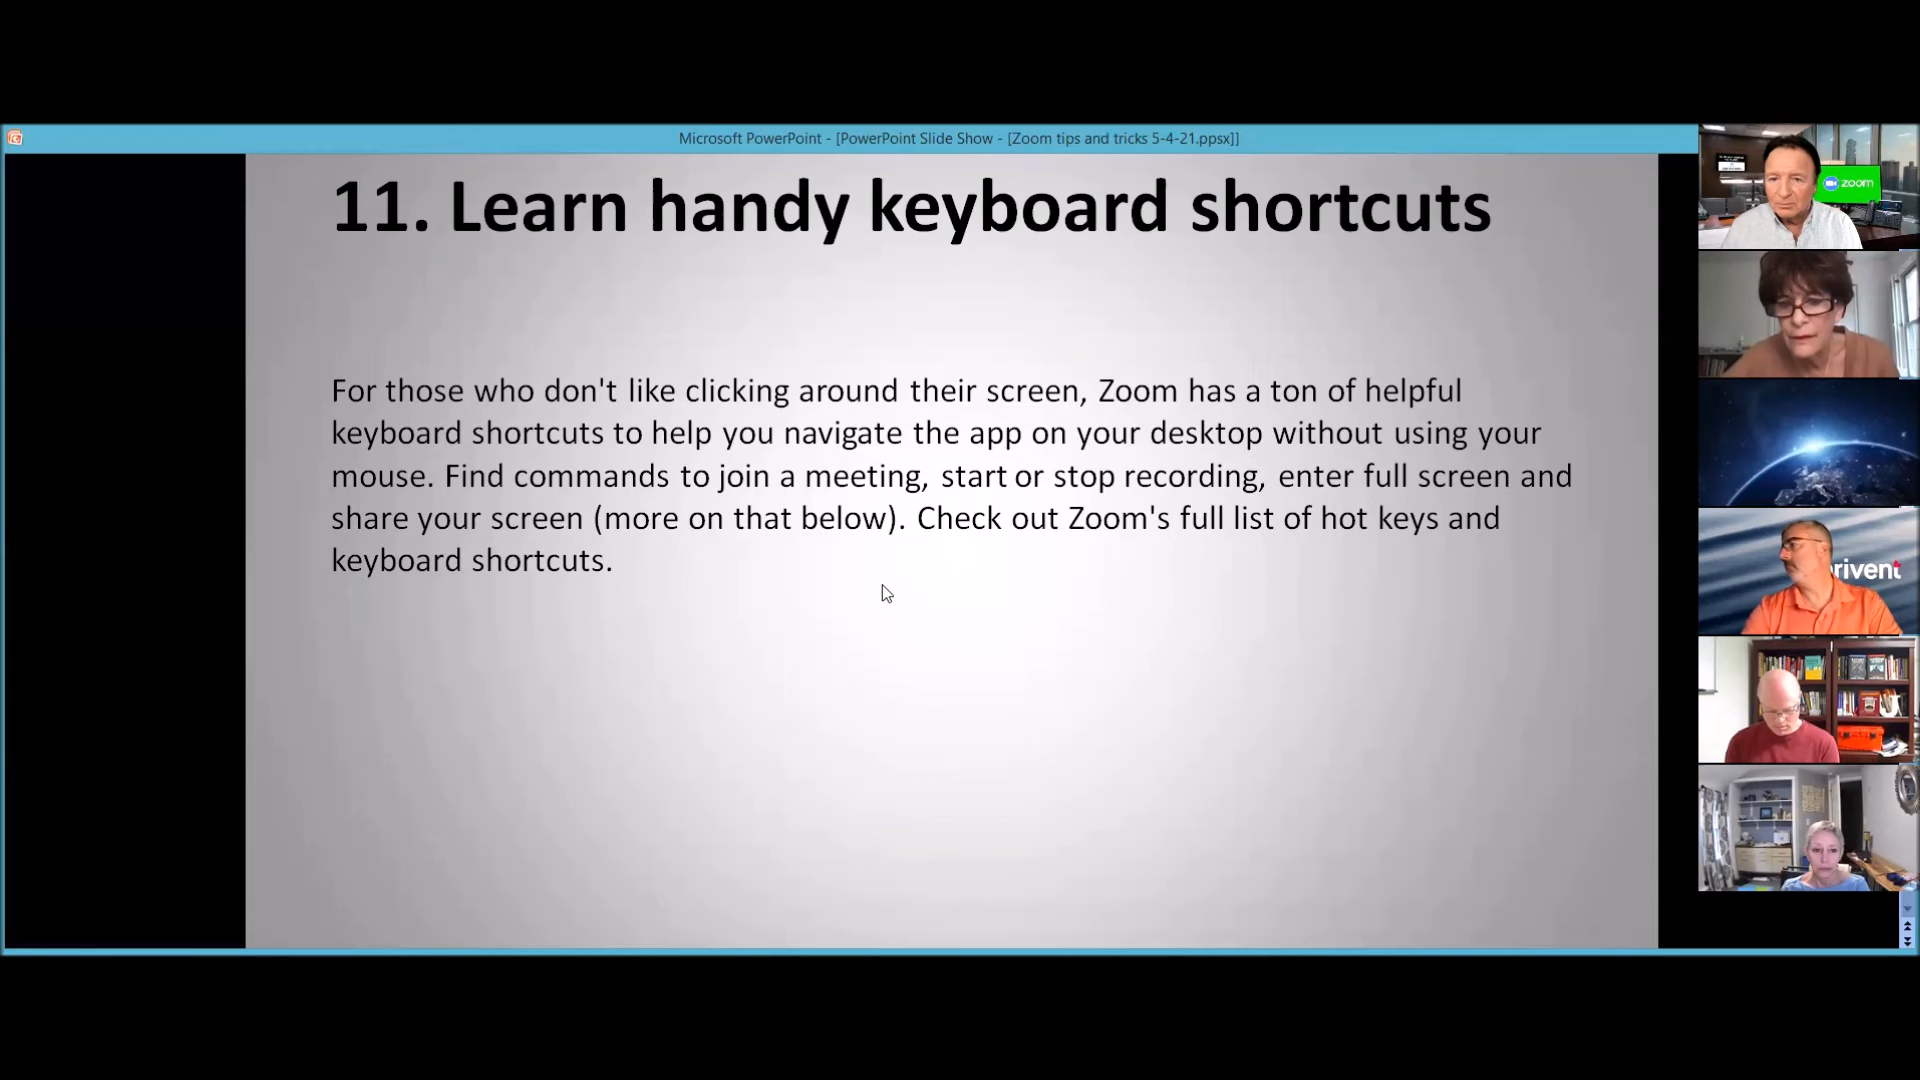 Microsoft PowerPoint - [PowerPoint Slide Show - [Zoom tips and tricks 5-4-21.ppsx]]
11. Learn handy keyboard shortcuts
For those who don't like clicking around their screen, Zoom has a ton of helpful
keyboard shortcuts to help you navigate the app on your desktop without using your
mouse. Find commands to join a meeting, start or stop recording, enter full screen and
share your screen (more on that below). Check out Zoom's full list of hot keys and
keyboard shortcuts.
zoom
rivent